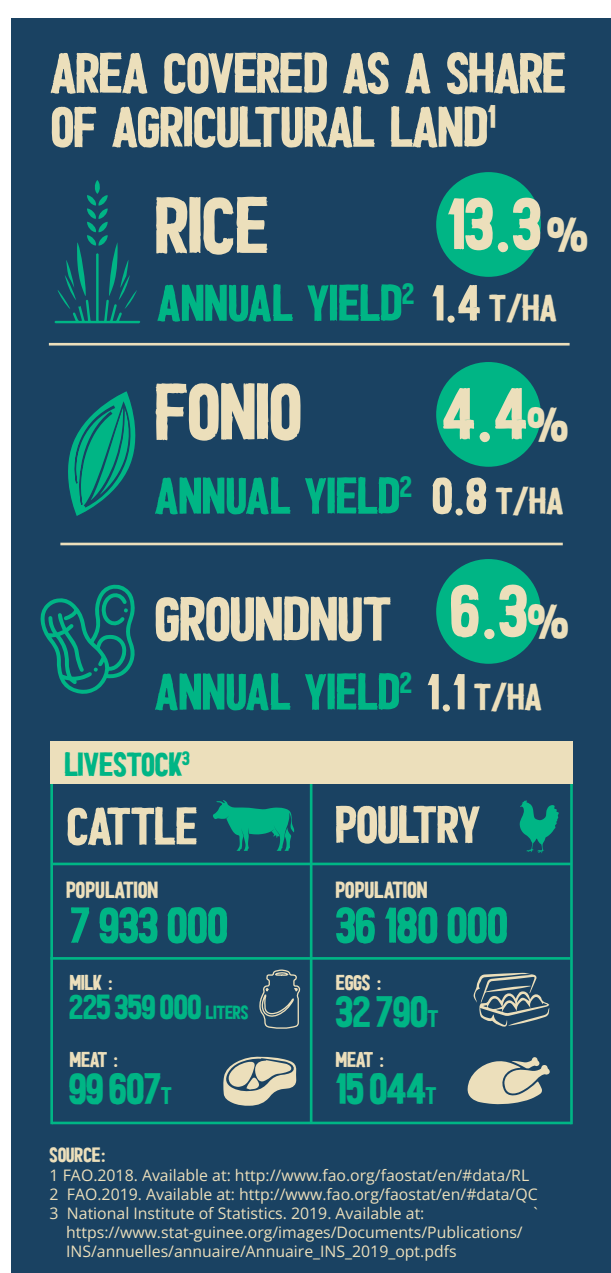 AREA COVERED AS A SHARE
OF AGRICULTURAL LAND¹
RICE 13.3%
ANNUAL YIELD² 1.4 T/HA
FONIO 4.4%
ANNUAL YIELD² 0.8 T/HA
GROUNDNUT 6.3%
ANNUAL YIELD² 1.1 T/HA
LIVESTOCK³
CATTLE
POPULATION
7 933 000
MILK :
225 359 000 LITERS
MEAT :
99 607T
POULTRY
POPULATION
36 180 000
EGGS :
32 790T
MEAT :
15 044T
SOURCE:
1 FAO.2018. Available at: http://www.fao.org/faostat/en/#data/RL
2 FAO.2019. Available at: http://www.fao.org/faostat/en/#data/QC
3 National Institute of Statistics. 2019. Available at: `
https://www.stat-guinee.org/images/Documents/Publications/
INS/annuelles/annuaire/Annuaire_INS_2019_opt.pdfs